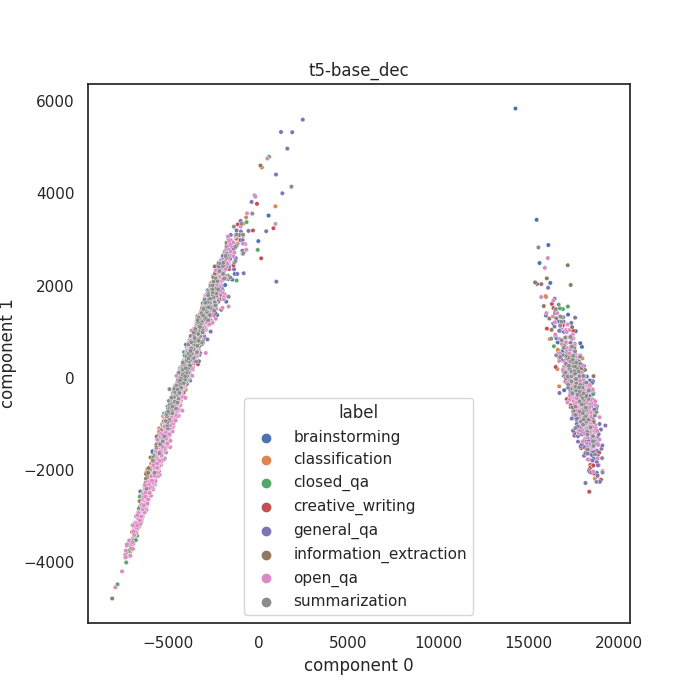 t5-base_dec
6000
4000
2000
0
−2000
−4000
component 1
label
brainstorming
classification
closed_qa
creative_writing
general_qa
information_extraction
open_qa
summarization
−5000 0 5000 10000 15000 20000
component 0